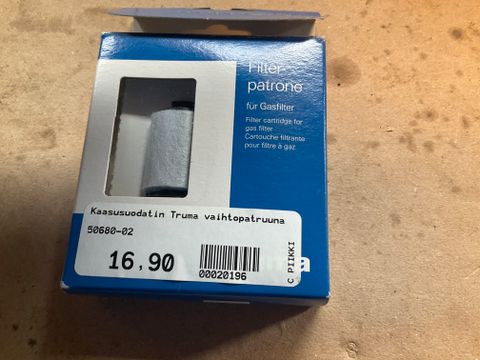 Filter-
patrone
für Gasfilter
Filter cartridge for
gas filter
Cartouche filtrante
pour filtre à gaz
Kaasusuodatin Truma vaihtopatruuna
50680-02
16,90
00020196
C PIIKKI